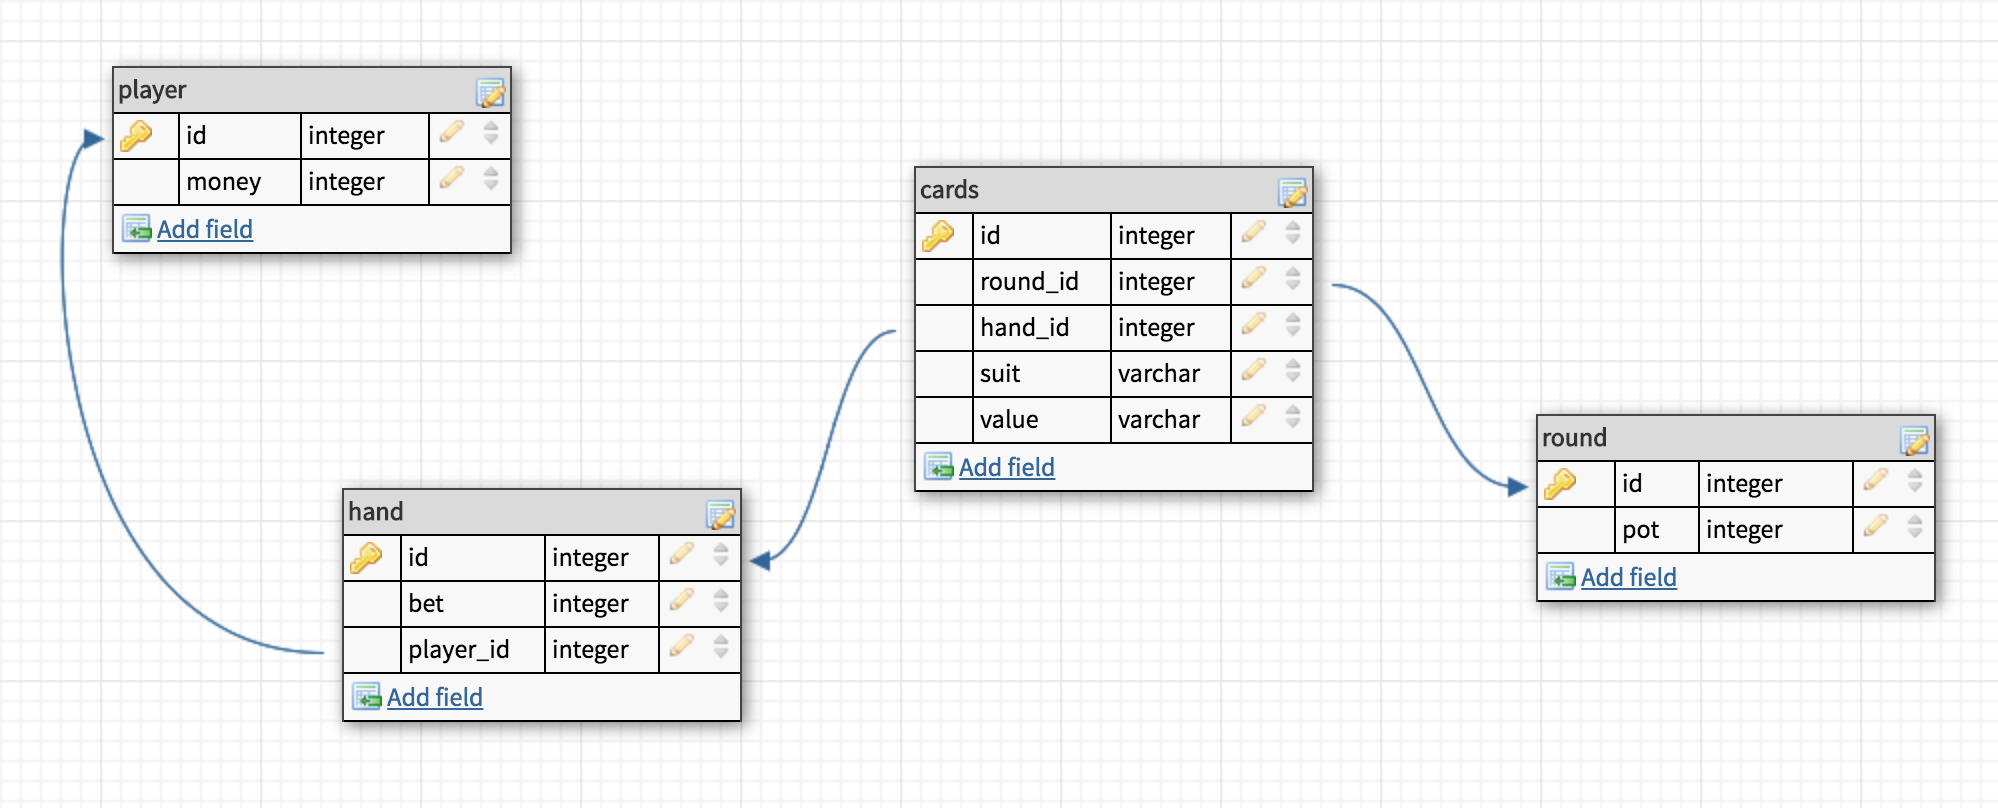 player
id integer
money integer
Add field
cards
id integer
round_id integer
hand_id integer
suit varchar
value varchar
Add field
hand
id integer
bet integer
player_id integer
Add field
round
id integer
pot integer
Add field